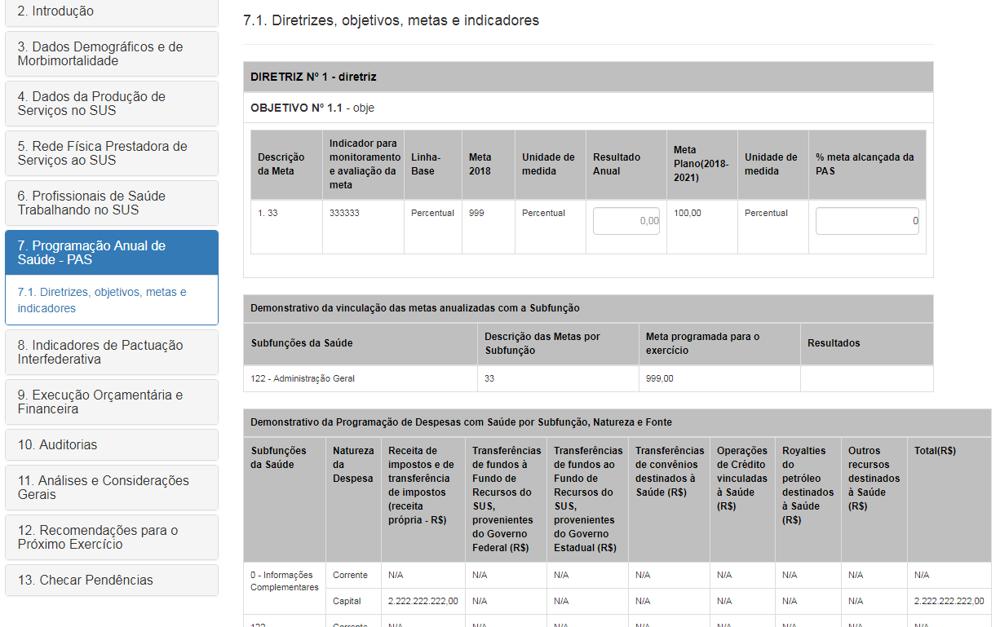 2. Introdução
3. Dados Demográficos e de
Morbimortalidade
4. Dados da Produção de
Serviços no SUS
5. Rede Física Prestadora de
Serviços ao SUS
6. Profissionais de Saúde
Trabalhando no SUS
7. Programação Anual de
Saúde - PAS
7.1. Diretrizes, objetivos, metas e
indicadores
8. Indicadores de Pactuação
Interfederativa
9. Execução Orçamentária e
Financeira
10. Auditorias
11. Análises e Considerações
Gerais
12. Recomendações para o
Próximo Exercício
13. Checar Pendências
7.1. Diretrizes, objetivos, metas e indicadores
DIRETRIZ Nº 1 - diretriz
OBJETIVO Nº 1.1 - obje
Descrição
da Meta
Indicador para
monitoramento
e avaliação da
meta
Linha-
Base
Meta
2018
Unidade de
medida
Resultado
Anual
Meta
Plano(2018-
2021)
Unidade de
medida
% meta alcançada da
PAS
1. 33
333333
Percentual
999
Percentual
0,00
100,00
Percentual
0
Demonstrativo da vinculação das metas anualizadas com a Subfunção
Subfunções da Saúde
Descrição das Metas por
Subfunção
Meta programada para o
exercício
Resultados
122 - Administração Geral
33
999,00
Demonstrativo da Programação de Despesas com Saúde por Subfunção, Natureza e Fonte
Subfunções
da Saúde
Natureza
da
Despesa
Receita de
impostos e de
transferência
de impostos
(receita
própria - R$)
Transferências
de fundos à
Fundo de
Recursos do
SUS,
provenientes
do Governo
Federal (R$)
Transferências
de fundos ao
Fundo de
Recursos do
SUS,
provenientes
do Governo
Estadual (R$)
Transferências
de convênios
destinados à
Saúde (R$)
Operações
de Crédito
vinculadas
à Saúde
(R$)
Royalties
do
petróleo
destinados
à Saúde
(R$)
Outros
recursos
destinados
à Saúde
(R$)
Total(R$)
0 - Informações
Complementares
Corrente
N/A
N/A
N/A
N/A
N/A
N/A
N/A
N/A
Capital
2.222.222.222,00
N/A
N/A
N/A
N/A
N/A
N/A
2.222.222.222,00
122
Corrente
N/A
N/A
N/A
N/A
N/A
N/A
N/A
N/A